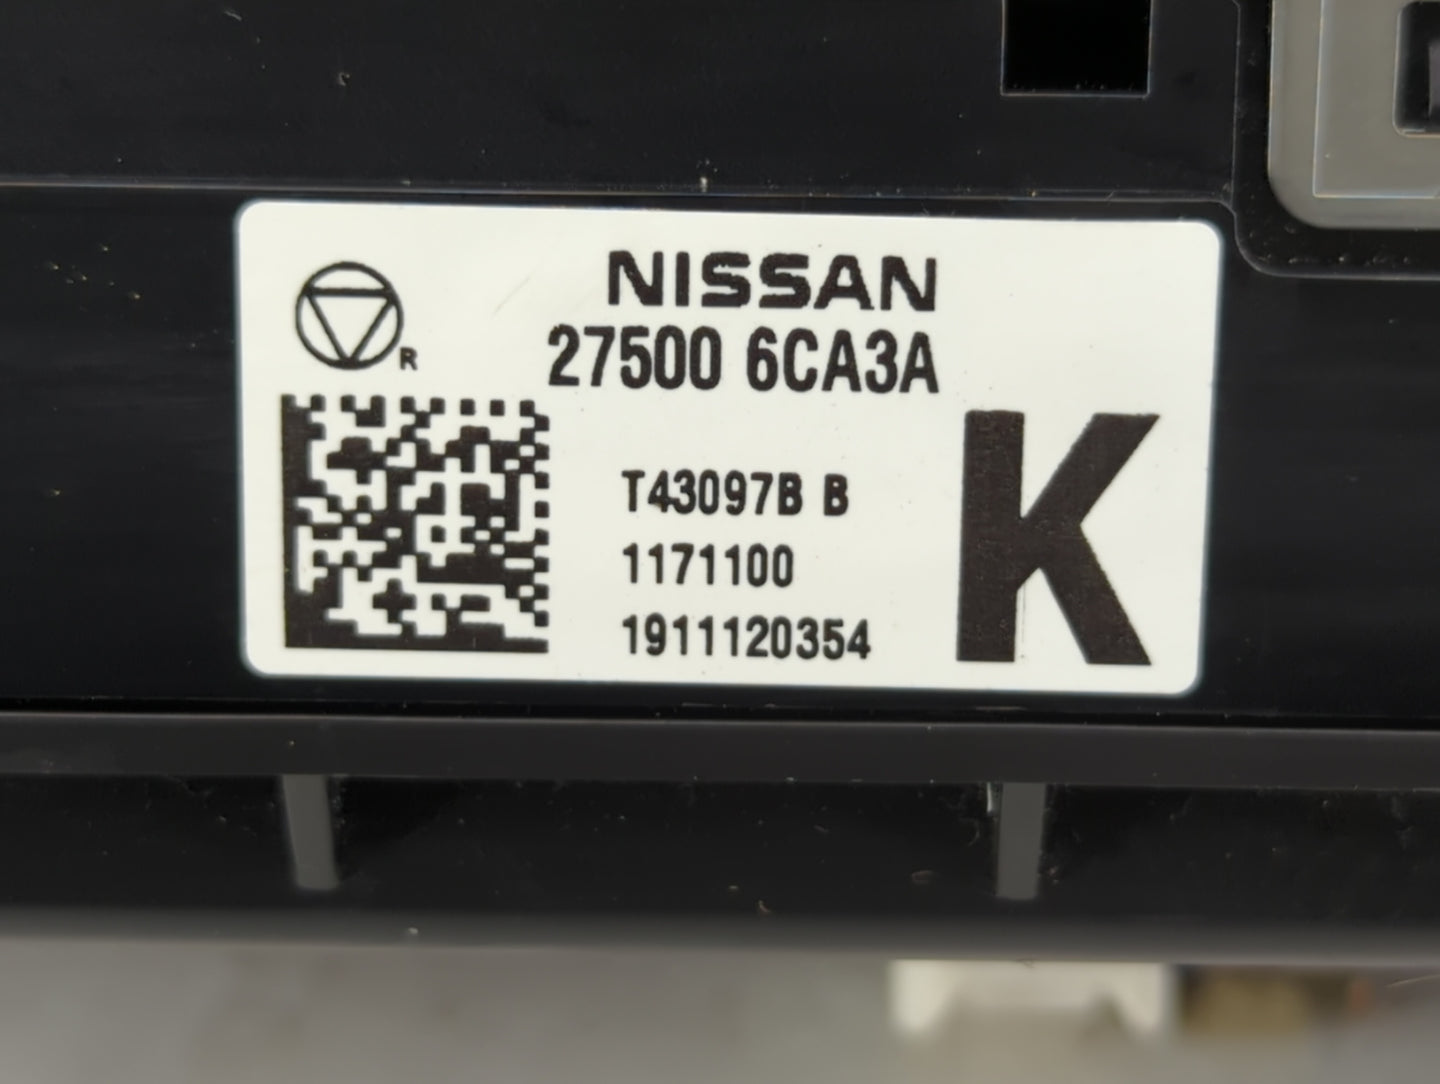 NISSAN
R
27500 6CA3A
K
T43097B B
1171100
1911120354